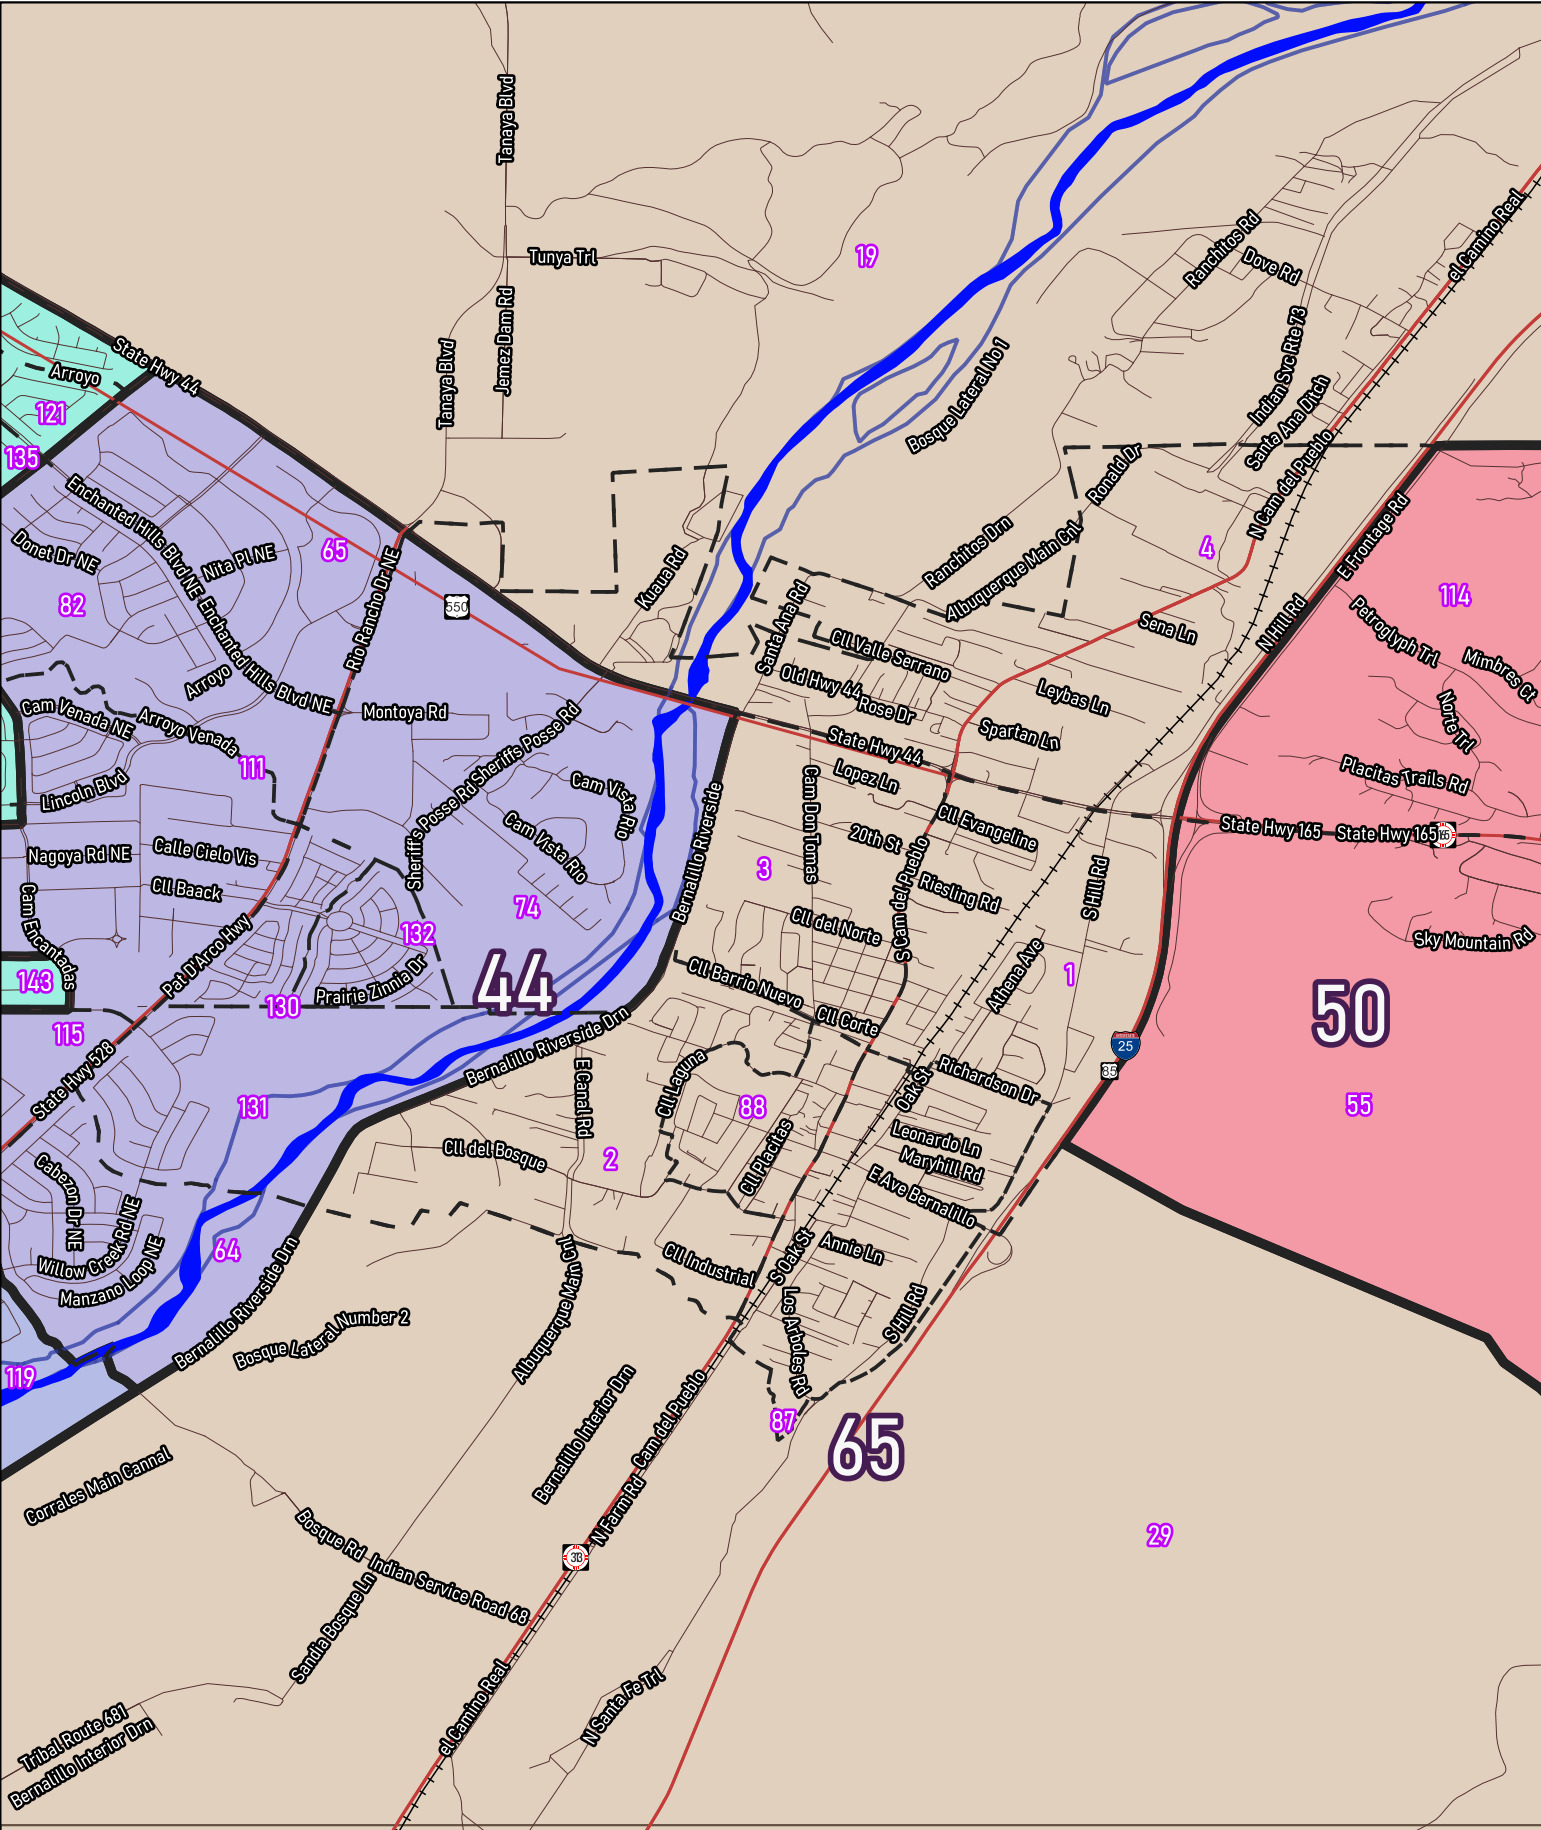 Tanaya Blvd
Tunya Trl
19
Ranchitos Rd
Dove Rd
el Camino Real
Jemez Dam Rd
Tanaya Blvd
State Hwy 44
Arroyo
121
135
Bosque Lateral No 1
Indian Svc Rte 73
Santa Ana Ditch
N Cam del Pueblo
Ronald Dr
E Frontage Rd
Enchanted Hills Blvd NE
Donet Dr NE
Nita Pl NE
65
82
550
Rio Rancho Dr NE
Kuaua Rd
Ranchitos Drn
Albuquerque Main Cnl
4
114
Santa Ana Rd
Cll Valle Serrano
Sena Ln
N Hill Rd
Petroglyph Trl
Mimbres Ct
Norte Trl
Enchanted Hills Blvd NE
Arroyo
Cam Venada NE
Arroyo Venada
Montoya Rd
Old Hwy 44
Rose Dr
Leybas Ln
Spartan Ln
State Hwy 44
Lopez Ln
111
Lincoln Blvd
Sheriffs Posse Rd
Sheriffs Posse Rd
Cam Vista Rio
Cam Vista Rio
Bernalillo Riverside
Cam Don Tomas
Placitas Trails Rd
State Hwy 165
State Hwy 165
165
Nagoya Rd NE
Calle Cielo Vis
Cll Baack
Cll Evangeline
20th St
3
S Cam del Pueblo
Riesling Rd
S Hill Rd
Cam Encantadas
74
132
44
Cll del Norte
Sky Mountain Rd
143
Pat D'Arco Hwy
Prairie Zinnia Dr
130
Cll Barrio Nuevo
Cll Corte
Athena Ave
1
50
115
State Hwy 528
Bernalillo Riverside Drn
25
85
131
E Canal Rd
Cll Laguna
88
Oak St
Richardson Dr
55
Cll del Bosque
2
Cll Placitas
Leonardo Ln
Maryhill Rd
E Ave Bernalillo
Cabezon Dr NE
Willow Creek Rd NE
Manzano Loop NE
64
Bernalillo Riverside Drn
Albuquerque Main Cnl
Cll Industrial
S Oak St
Annie Ln
S Hill Rd
Los Arboles Rd
Bosque Lateral Number 2
119
87
65
Cam del Pueblo
Bernalillo Interior Drn
Corrales Main Cannal
N Farm Rd
313
Bosque Rd
Indian Service Road 68
29
Sandia Bosque Ln
el Camino Real
N Santa Fe Trl
Tribal Route 681
Bernalillo Interior Drn